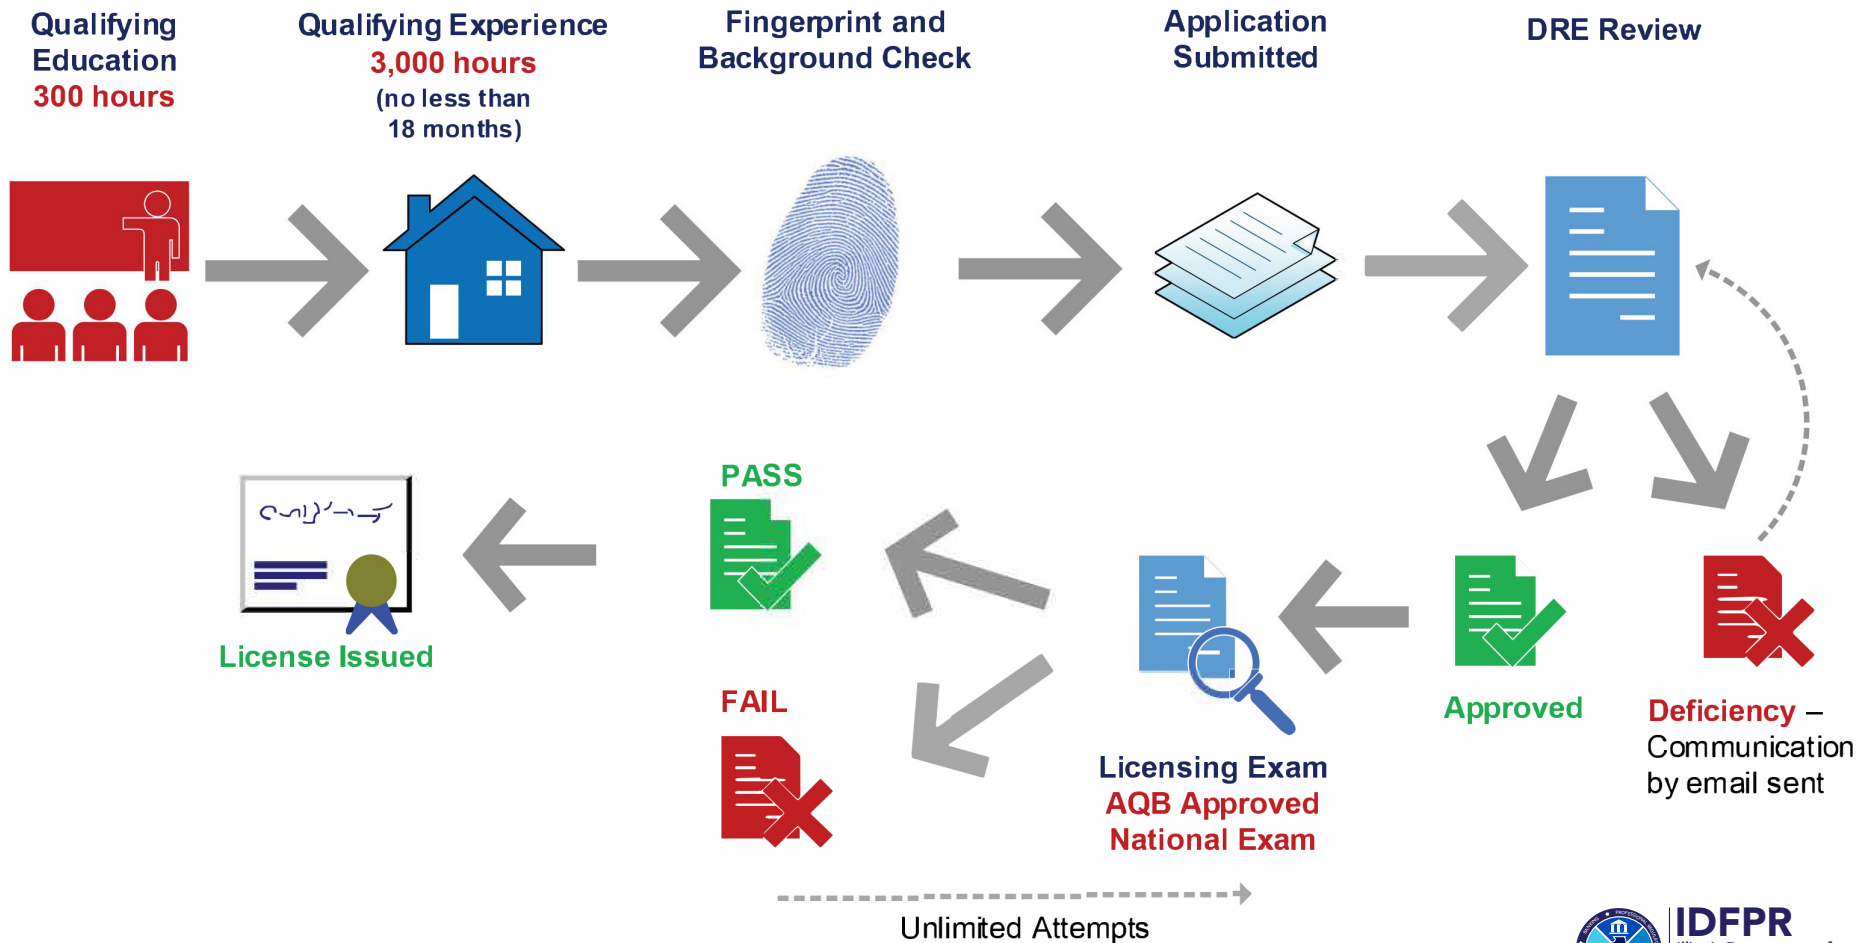 Qualifying
Education
300 hours
Qualifying Experience
3,000 hours
(no less than
18 months)
Fingerprint and
Background Check
Application
Submitted
DRE Review
PASS
License Issued
FAIL
Licensing Exam
AQB Approved
National Exam
Approved
Deficiency –
Communication
by email sent
Unlimited Attempts
IDFPR